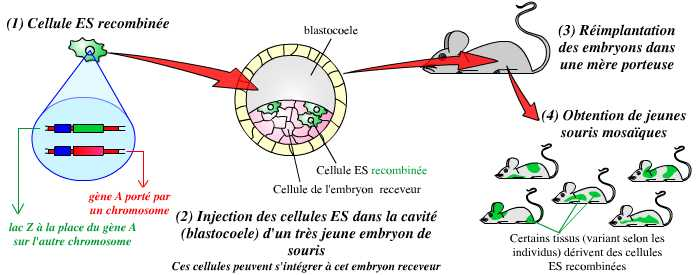 (1) Cellule ES recombinée
blastocoele
(3) Réimplantation
des embryons dans
une mère porteuse
(4) Obtention de jeunes
souris mosaïques
Cellule ES recombinée
Cellule de l'embryon receveur
gène A porté par
un chromosome
lac Z à la place du gène A
sur l'autre chromosome
(2) Injection des cellules ES dans la cavité
(blastocoele) d'un très jeune embryon de
souris
Ces cellules peuvent s'intégrer à cet embryon receveur
Certains tissus (variant selon les
individus) dérivent des cellules
ES recombinées